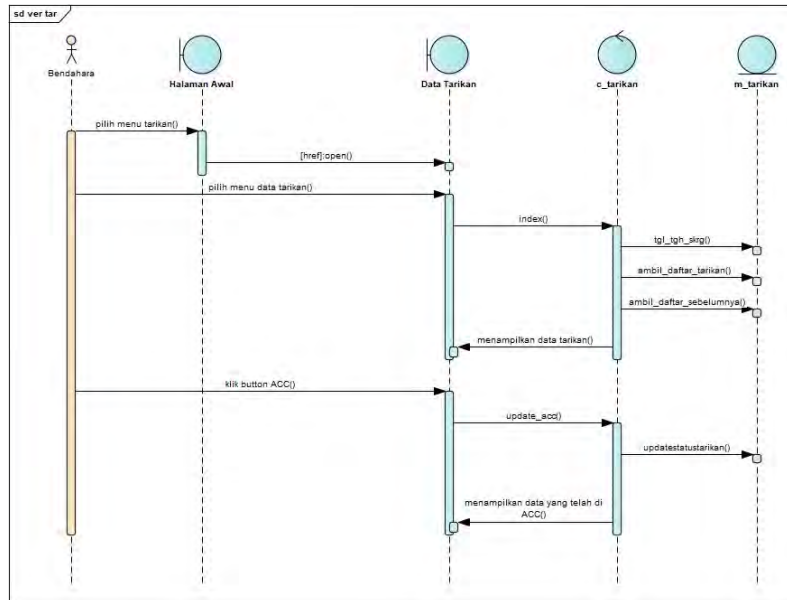 sd ver tar
Bendahara
Halaman Awal
Data Tarikan
c_tarikan
m_tarikan
pilih menu tarikan()
[href]:open()
pilih menu data tarikan()
index()
tgl_tgh_skrg()
ambil_daftar_tarikan()
ambil_daftar_sebelumnya()
menampilkan data tarikan()
klik button ACC()
update_acc()
updatestatustarikan()
menampilkan data yang telah di
ACC()